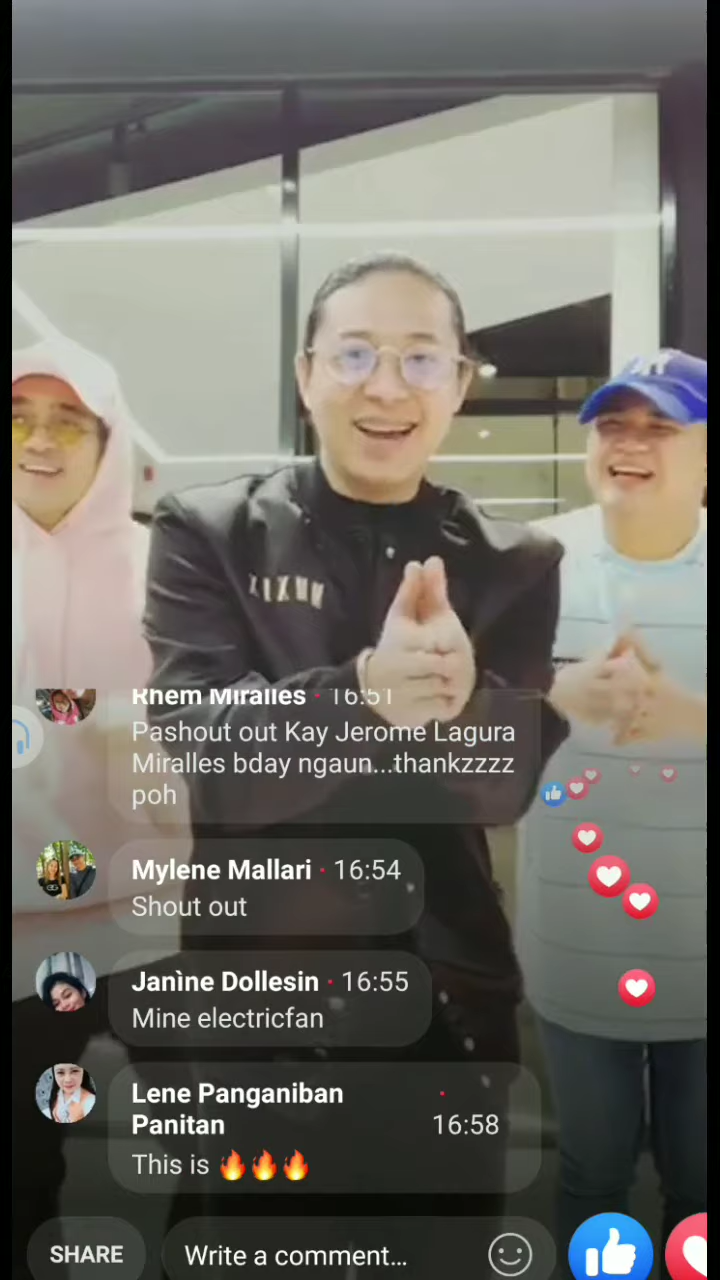 XIXMM
Rhem Miralles · 16:51
Pashout out Kay Jerome Lagura
Miralles bday ngaun...thankzzzz
poh
Mylene Mallari · 16:54
Shout out
Janìne Dollesin · 16:55
Mine electricfan
Lene Panganiban ·
Panitan 16:58
This is 🔥🔥🔥
SHARE
Write a comment...